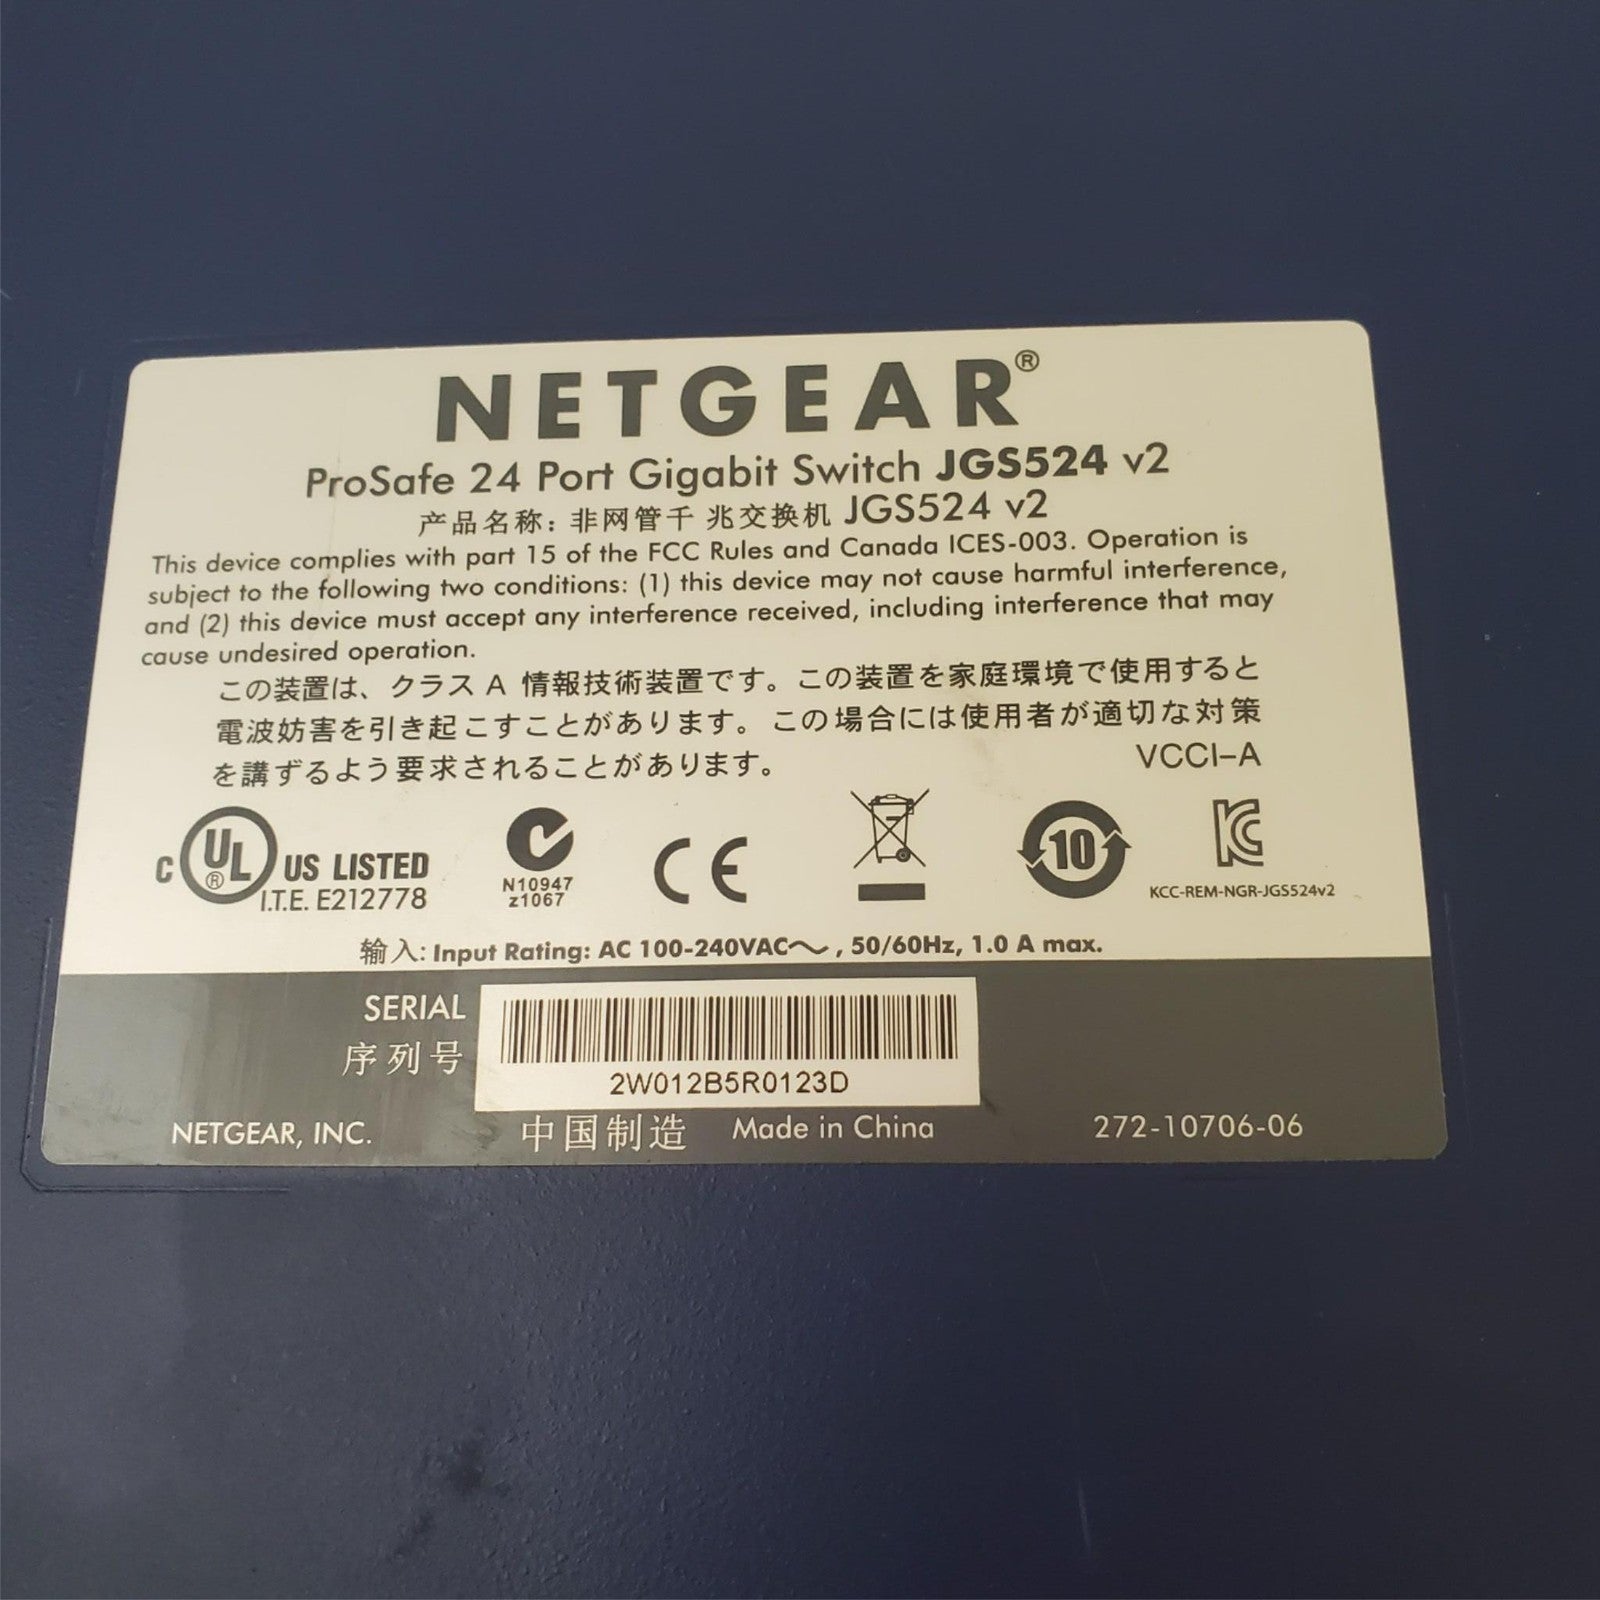 NETGEAR®
ProSafe 24 Port Gigabit Switch JGS524 v2
产品名称: 非网管千 兆交换机 JGS524 v2
This device complies with part 15 of the FCC Rules and Canada ICES-003. Operation is
subject to the following two conditions: (1) this device may not cause harmful interference,
and (2) this device must accept any interference received, including interference that may
cause undesired operation.
この装置は、クラス A 情報技術装置です。この装置を家庭環境で使用すると
電波妨害を引き起こすことがあります。この場合には使用者が適切な対策
を講ずるよう要求されることがあります。
VCCI-A
C UL® US LISTED
I.T.E. E212778
N10947
z1067
CE
10
KC
KCC-REM-NGR-JGS524v2
输入: Input Rating: AC 100-240VAC～, 50/60Hz, 1.0 A max.
SERIAL
序列号
2W012B5R0123D
NETGEAR, INC.
中国制造 Made in China
272-10706-06